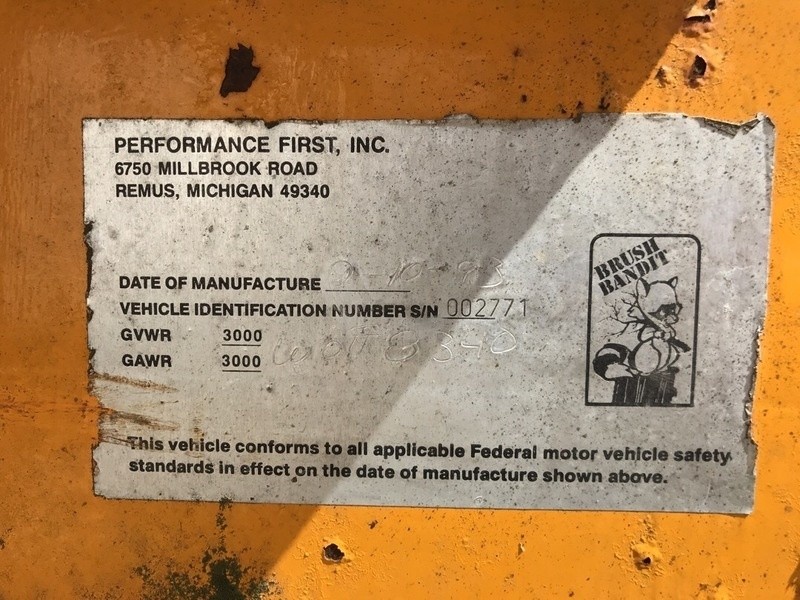 PERFORMANCE FIRST, INC.
6750 MILLBROOK ROAD
REMUS, MICHIGAN 49340
BRUSH
BANDIT
DATE OF MANUFACTURE 10-93
VEHICLE IDENTIFICATION NUMBER S/N 002771
GVWR 3000
GAWR 3000
This vehicle conforms to all applicable Federal motor vehicle safety
standards in effect on the date of manufacture shown above.